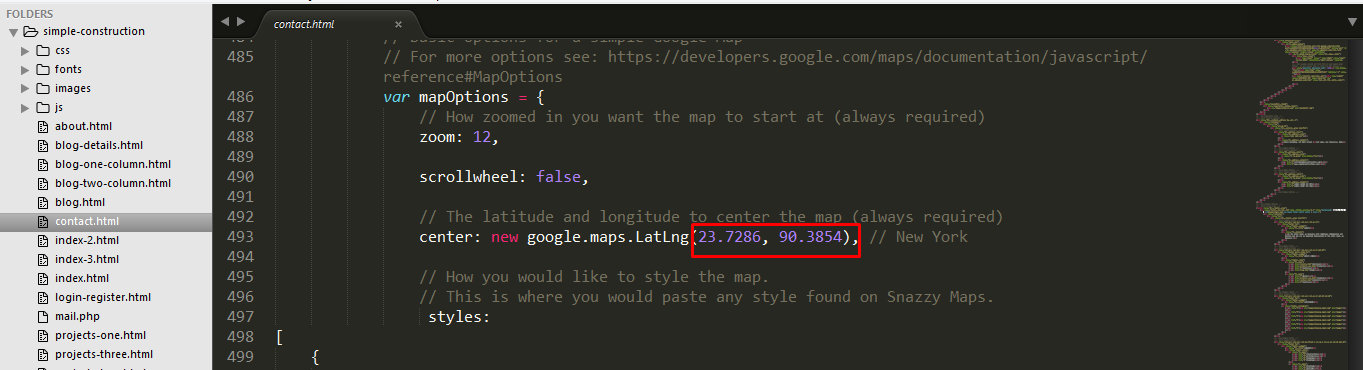 FOLDERS
simple-construction
css
fonts
images
js
about.html
blog-details.html
blog-one-column.html
blog-two-column.html
blog.html
contact.html
index-2.html
index-3.html
index.html
login-register.html
mail.php
projects-one.html
projects-three.html
contact.html ×
485 // For more options see: https://developers.google.com/maps/documentation/javascript/
reference#MapOptions
486 var mapOptions = {
487 // How zoomed in you want the map to start at (always required)
488 zoom: 12,
489
490 scrollwheel: false,
491
492 // The latitude and longitude to center the map (always required)
493 center: new google.maps.LatLng(23.7286, 90.3854), // New York
494
495 // How you would like to style the map.
496 // This is where you would paste any style found on Snazzy Maps.
497 styles:
498 [
499 {